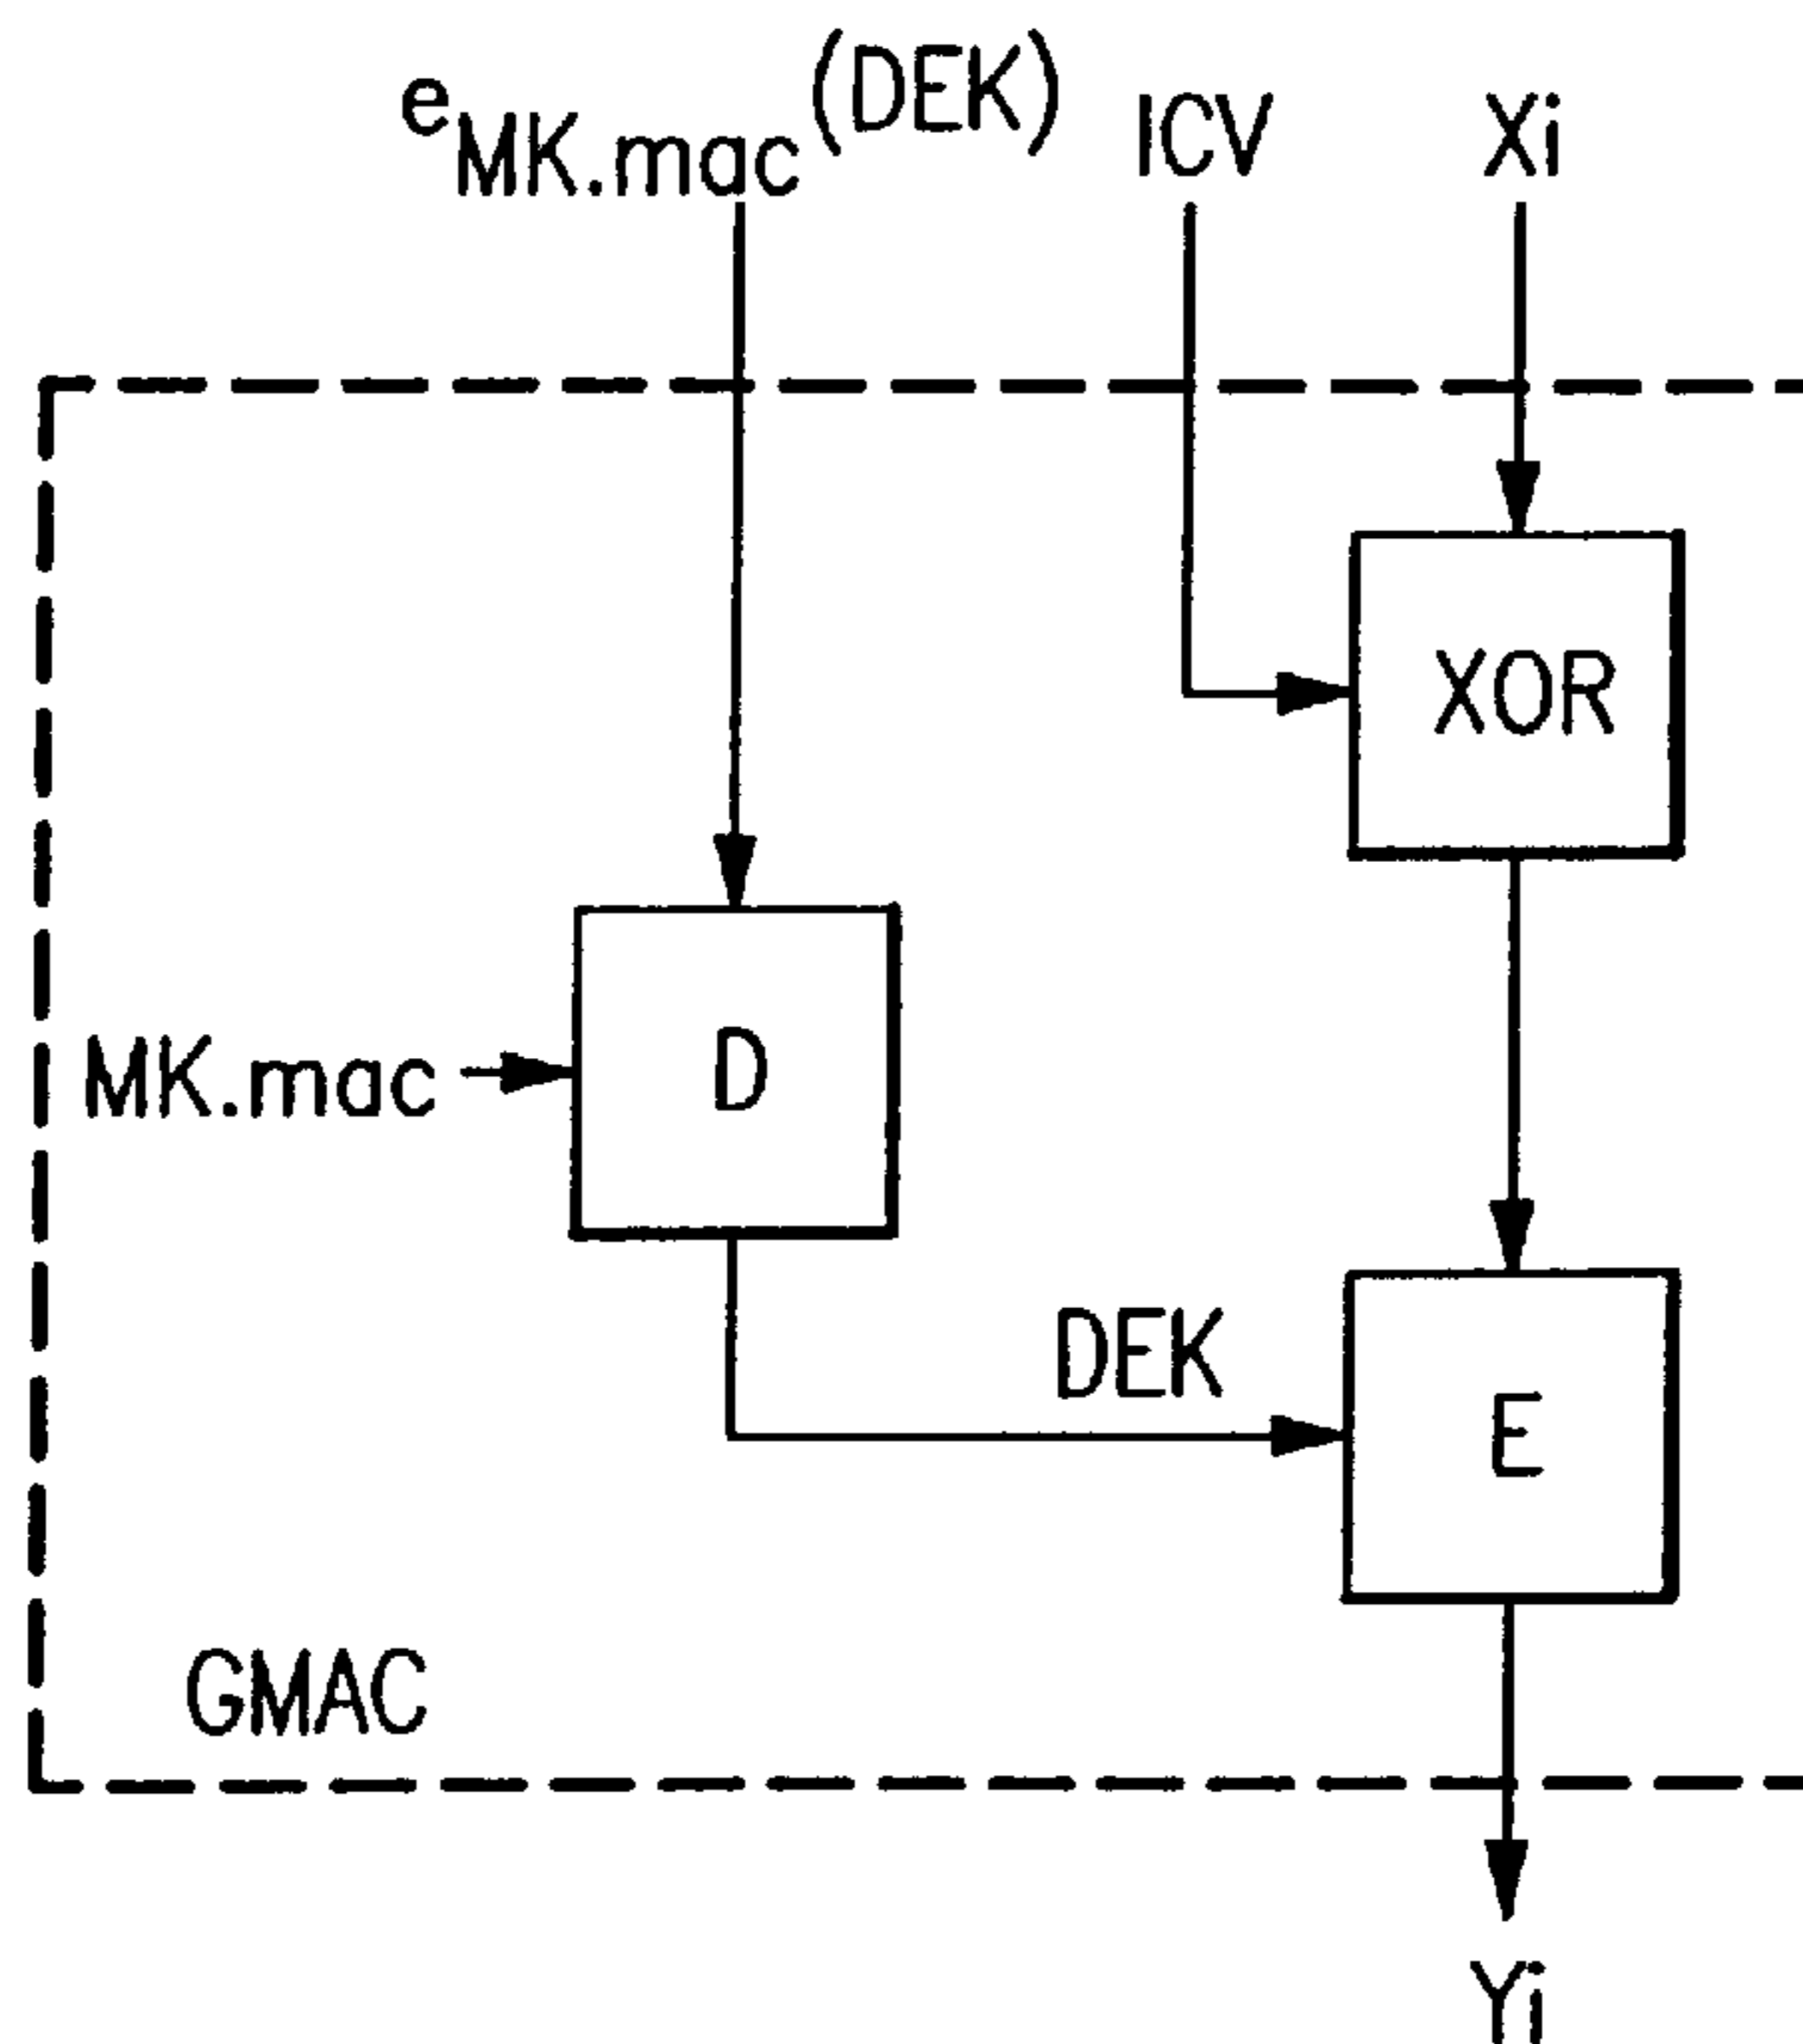 eMK.mac(DEK) ICV Xi
XOR
MK.mac D
DEK
E
GMAC
Yi